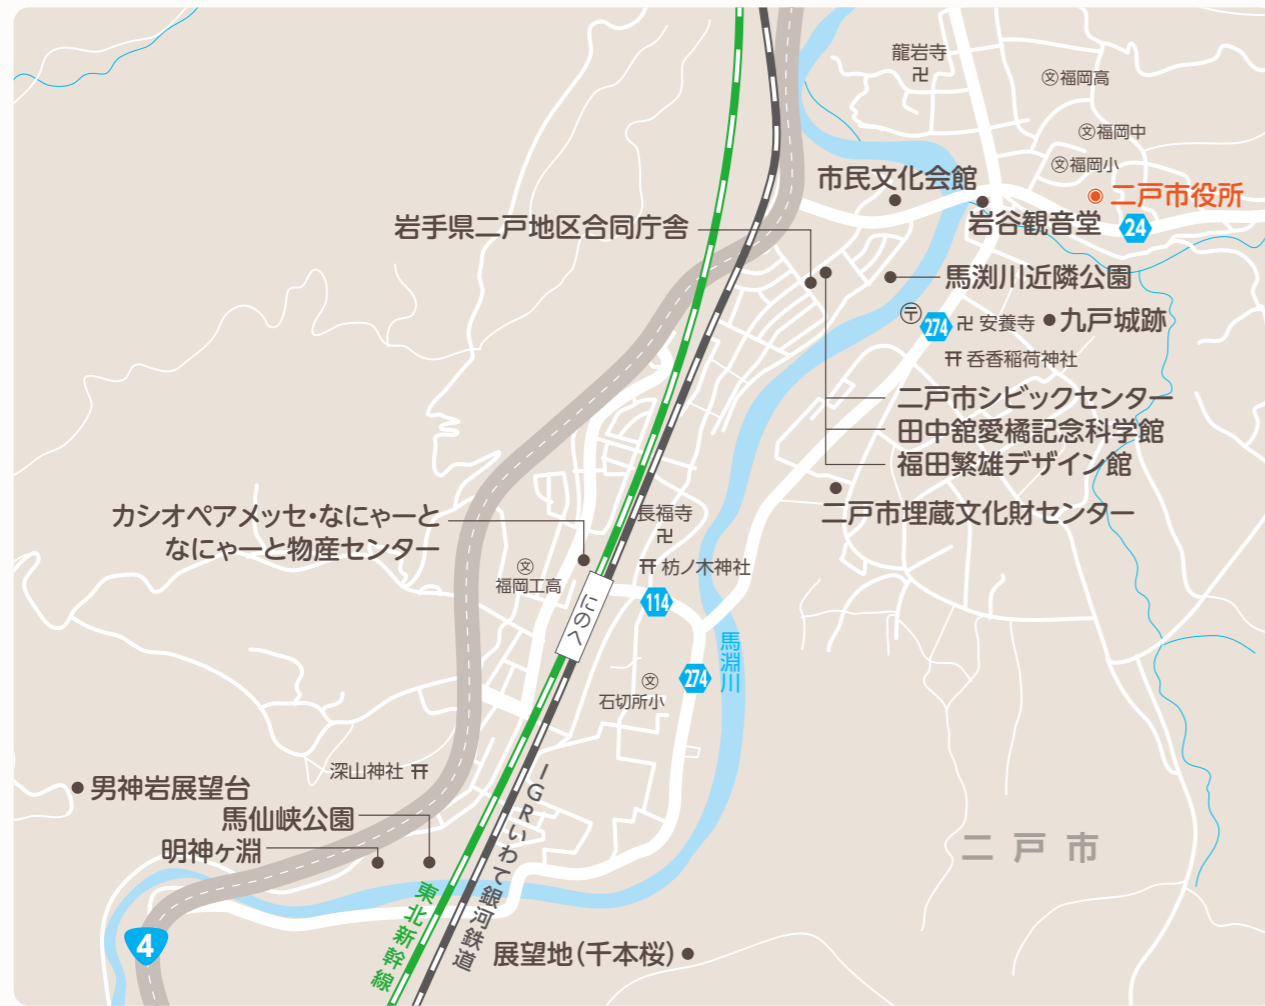 龍岩寺
卍
文福岡高
文福岡中
文福岡小
市民文化会館
二戸市役所
岩谷観音堂
24
岩手県二戸地区合同庁舎
馬渕川近隣公園
〒
274
卍 安養寺
九戸城跡
呑香稲荷神社
二戸市シビックセンター
田中舘愛橘記念科学館
福田繁雄デザイン館
二戸市埋蔵文化財センター
カシオペアメッセ・なにゃーと
なにゃーと物産センター
長福寺
卍
文
福岡工高
枋ノ木神社
にのへ
114
馬淵川
274
文
石切所小
深山神社
男神岩展望台
馬仙峡公園
明神ヶ淵
IGRいわて銀河鉄道
東北新幹線
二戸市
4
展望地(千本桜)